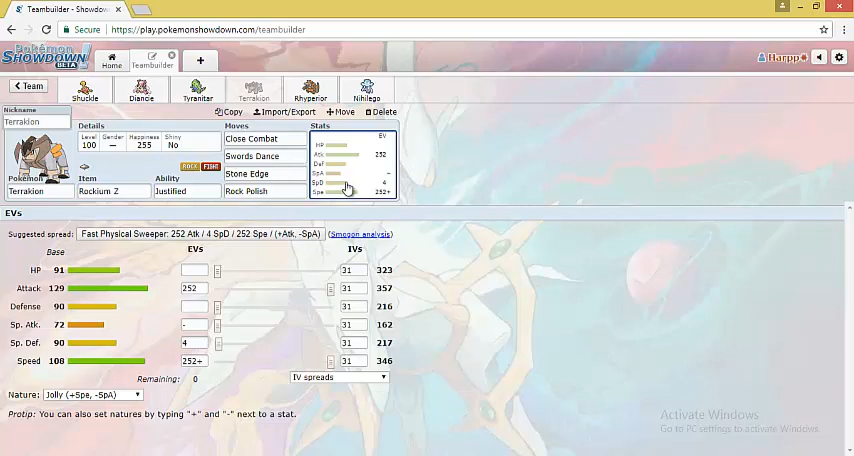 Teambuilder - Showdown!
Secure
https://play.pokemonshowdown.com/teambuilder
Pokémon
SHOWDOWN!
BETA
Home
Teambuilder
+
Harpp
< Team
Shuckle
Diancie
Tyranitar
Terrakion
Rhyperior
Nihilego
Copy
Import/Export
Move
Delete
Nickname
Terrakion
Details
Level
100
Gender
—
Happiness
255
Shiny
No
Moves
Close Combat
Swords Dance
Stone Edge
Rock Polish
Stats
EV
HP
Atk 252
Def
SpA -
SpD 4
Spe 252+
ROCK FIGHT
Pokémon
Terrakion
Item
Rockium Z
Ability
Justified
EVs
Suggested spread: Fast Physical Sweeper: 252 Atk / 4 SpD / 252 Spe / (+Atk, -SpA) (Smogon analysis)
Base EVs IVs
HP 91 31 323
Attack 129 252 31 357
Defense 90 31 216
Sp. Atk. 72 - 31 162
Sp. Def. 90 4 31 217
Speed 108 252+ 31 346
Remaining: 0 IV spreads
Nature: Jolly (+Spe, -SpA)
Protip: You can also set natures by typing "+" and "-" next to a stat.
Activate Windows
Go to PC settings to activate Windows.